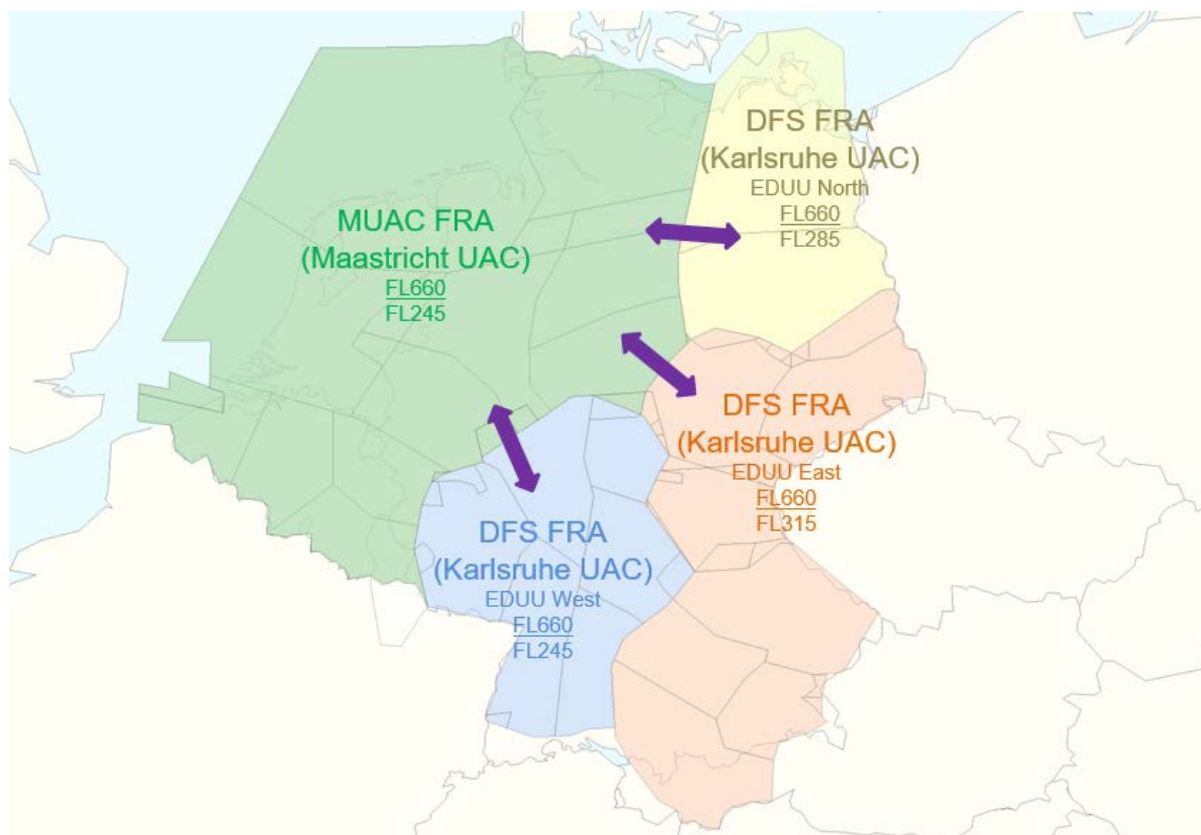 DFS FRA
(Karlsruhe UAC)
EDUU North
FL660
FL285
MUAC FRA
(Maastricht UAC)
FL660
FL245
DFS FRA
(Karlsruhe UAC)
EDUU East
FL660
FL315
DFS FRA
(Karlsruhe UAC)
EDUU West
FL660
FL245